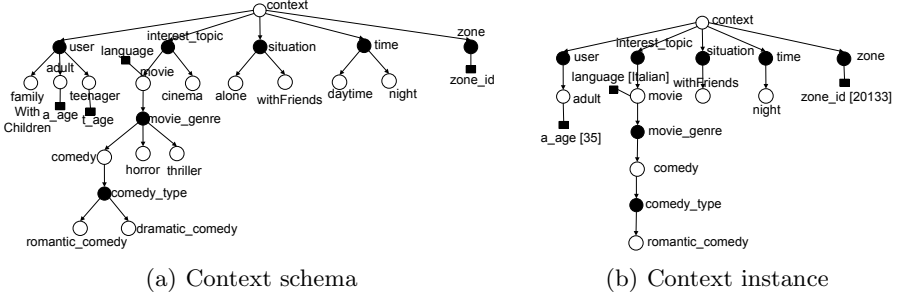 context
zone
interest_topic
user
language
situation
time
adult
movie
zone_id
family
With
Children
teenager
a_age
t_age
cinema
alone
withFriends
daytime
night
movie_genre
comedy
horror
thriller
comedy_type
romantic_comedy
dramatic_comedy
(a) Context schema
context
interest_topic
situation
user
time
zone
language [Italian]
adult
movie
withFriends
night
zone_id [20133]
a_age [35]
movie_genre
comedy
comedy_type
romantic_comedy
(b) Context instance